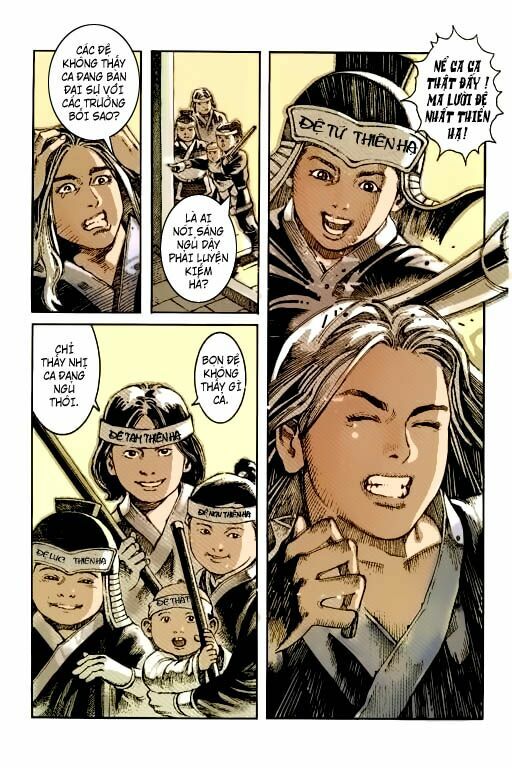 CÁC ĐỆ
KHÔNG THẤY
CA ĐANG BÀN
ĐẠI SỰ VỚI
CÁC TRƯỞNG
BỐI SAO?
LÀ AI
NÓI SÁNG
NGỦ DẬY
PHẢI LUYỆN
KIẾM
HẢ?
NỂ CA CA
THẬT ĐẤY!
MA LƯỜI ĐỆ
NHẤT THIÊN
HẠ!
ĐỆ TỨ THIÊN HẠ
CHỈ
THẤY NHỊ
CA ĐANG
NGỦ
THÔI.
BỌN ĐỆ
KHÔNG
THẤY GÌ
CẢ.
ĐỆ TAM THIÊN HẠ
ĐỆ NGŨ THIÊN HẠ
ĐỆ LỤC THIÊN HẠ
ĐỆ THẤT